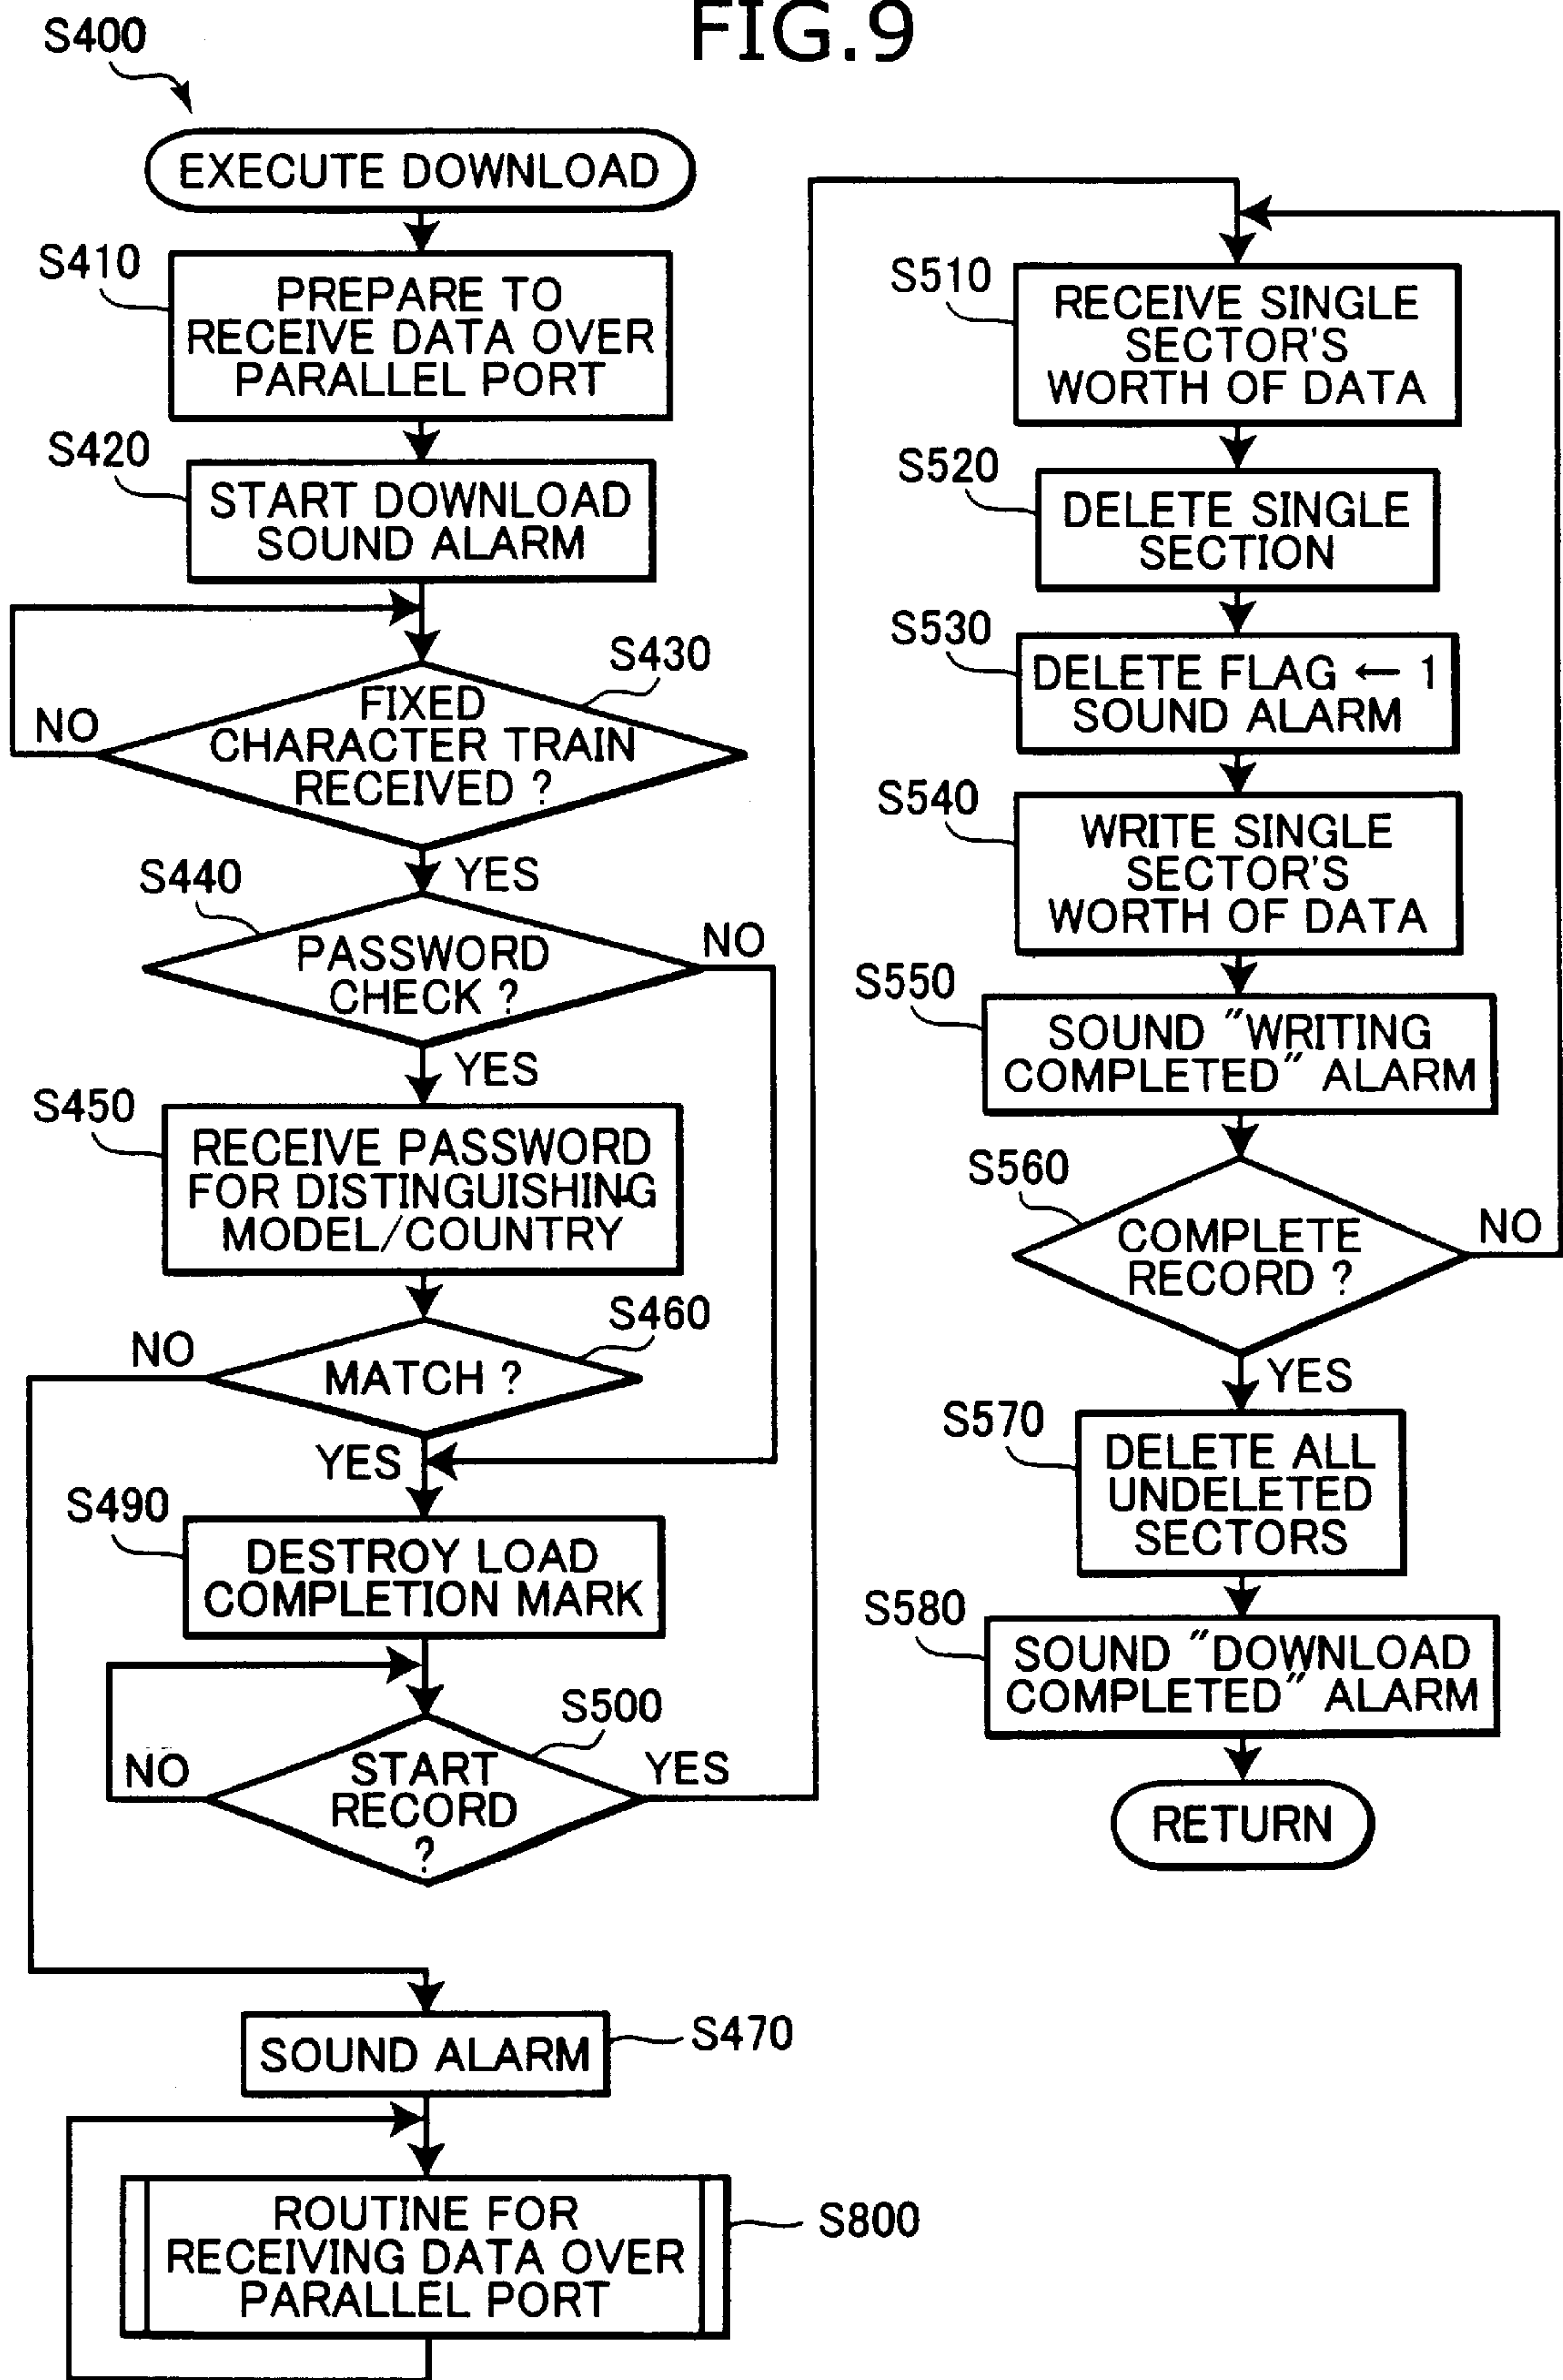 FIG.9
S400
EXECUTE DOWNLOAD
S410
PREPARE TO
RECEIVE DATA OVER
PARALLEL PORT
S420
START DOWNLOAD
SOUND ALARM
S430
FIXED
CHARACTER TRAIN
RECEIVED ?
NO
YES
S440
PASSWORD
CHECK ?
NO
YES
S450
RECEIVE PASSWORD
FOR DISTINGUISHING
MODEL/COUNTRY
S460
MATCH ?
NO
YES
S490
DESTROY LOAD
COMPLETION MARK
S500
START
RECORD
?
NO
YES
SOUND ALARM
S470
ROUTINE FOR
RECEIVING DATA OVER
PARALLEL PORT
S800
S510
RECEIVE SINGLE
SECTOR'S
WORTH OF DATA
S520
DELETE SINGLE
SECTION
S530
DELETE FLAG ← 1
SOUND ALARM
S540
WRITE SINGLE
SECTOR'S
WORTH OF DATA
S550
SOUND "WRITING
COMPLETED" ALARM
S560
COMPLETE
RECORD ?
NO
YES
S570
DELETE ALL
UNDELETED
SECTORS
S580
SOUND "DOWNLOAD
COMPLETED" ALARM
RETURN